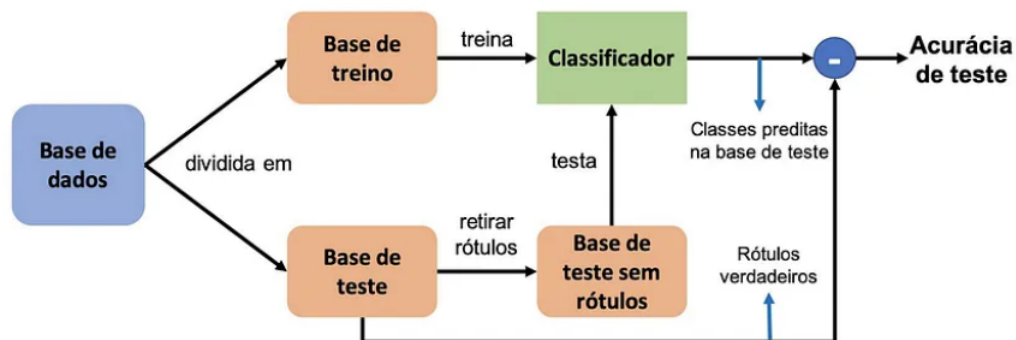 Base de
treino
treina
Classificador
-
Acurácia
de teste
Classes preditas
na base de teste
Base de
dados
dividida em
testa
Base de
teste
retirar
rótulos
Base de
teste sem
rótulos
Rótulos
verdadeiros